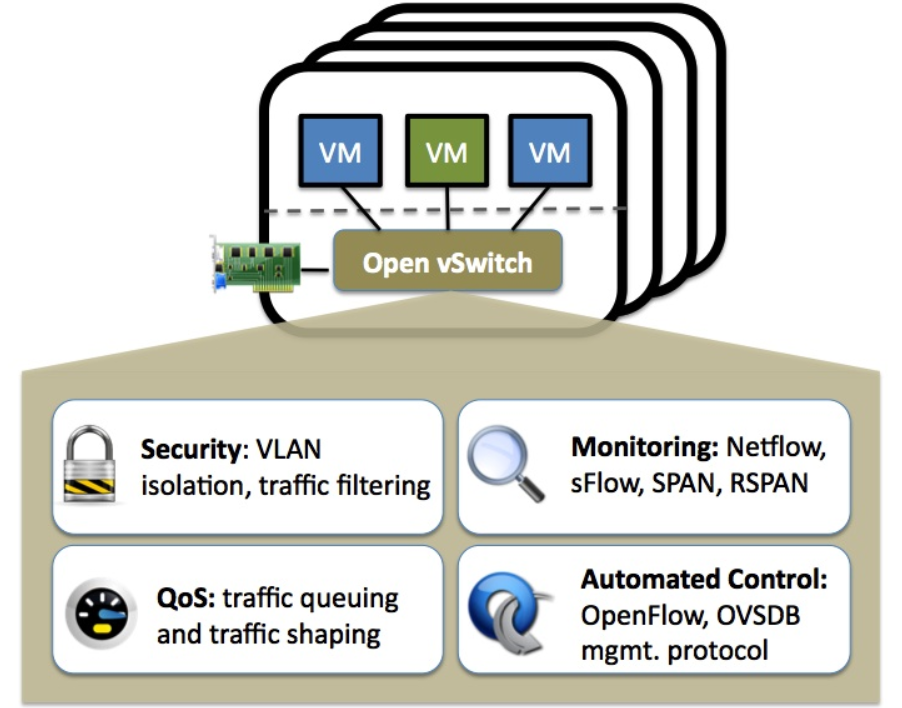 VM
VM
VM
Open vSwitch
Security: VLAN
isolation, traffic filtering
Monitoring: Netflow,
sFlow, SPAN, RSPAN
QoS: traffic queuing
and traffic shaping
Automated Control:
OpenFlow, OVSDB
mgmt. protocol